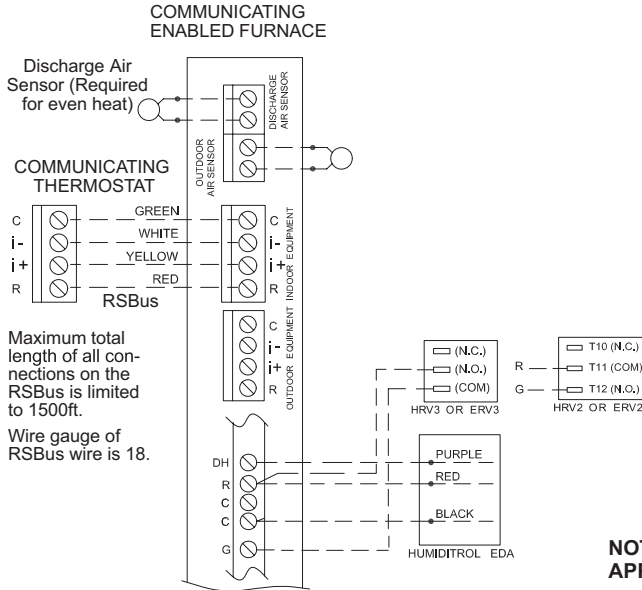 COMMUNICATING
ENABLED FURNACE
Discharge Air
Sensor (Required
for even heat)
DISCHARGE
AIR SENSOR
OUTDOOR
AIR SENSOR
COMMUNICATING
THERMOSTAT
C
i-
i+
R
GREEN
WHITE
YELLOW
RED
RSBus
C
i-
i+
R
INDOOR EQUIPMENT
C
i-
i+
R
OUTDOOR EQUIPMENT
Maximum total
length of all con-
nections on the
RSBus is limited
to 1500ft.
Wire gauge of
RSBus wire is 18.
(N.C.)
(N.O.)
(COM)
HRV3 OR ERV3
R
G
T10 (N.C.)
T11 (COM)
T12 (N.O.)
HRV2 OR ERV2
DH
R
C
C
G
PURPLE
RED
BLACK
HUMIDITROL EDA